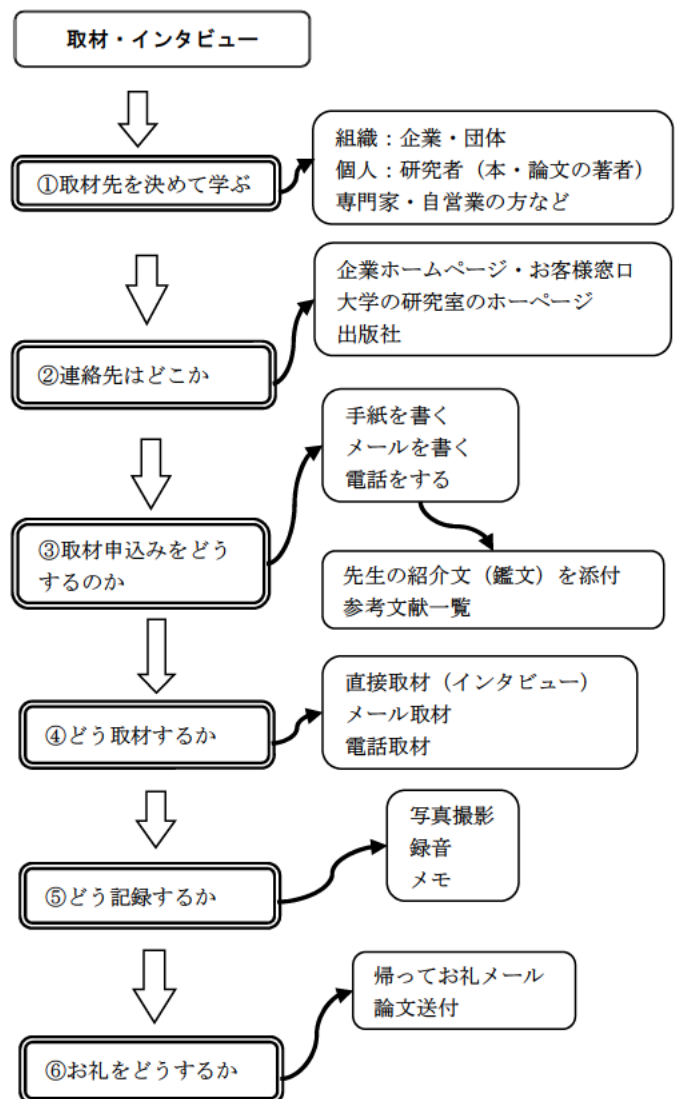 取材・インタビュー
①取材先を決めて学ぶ
組織：企業・団体
個人：研究者（本・論文の著者）
専門家・自営業の方など
②連絡先はどこか
企業ホームページ・お客様窓口
大学の研究室のホーページ
出版社
③取材申込みをどう
するのか
手紙を書く
メールを書く
電話をする
先生の紹介文（鑑文）を添付
参考文献一覧
④どう取材するか
直接取材（インタビュー）
メール取材
電話取材
⑤どう記録するか
写真撮影
録音
メモ
⑥お礼をどうするか
帰ってお礼メール
論文送付